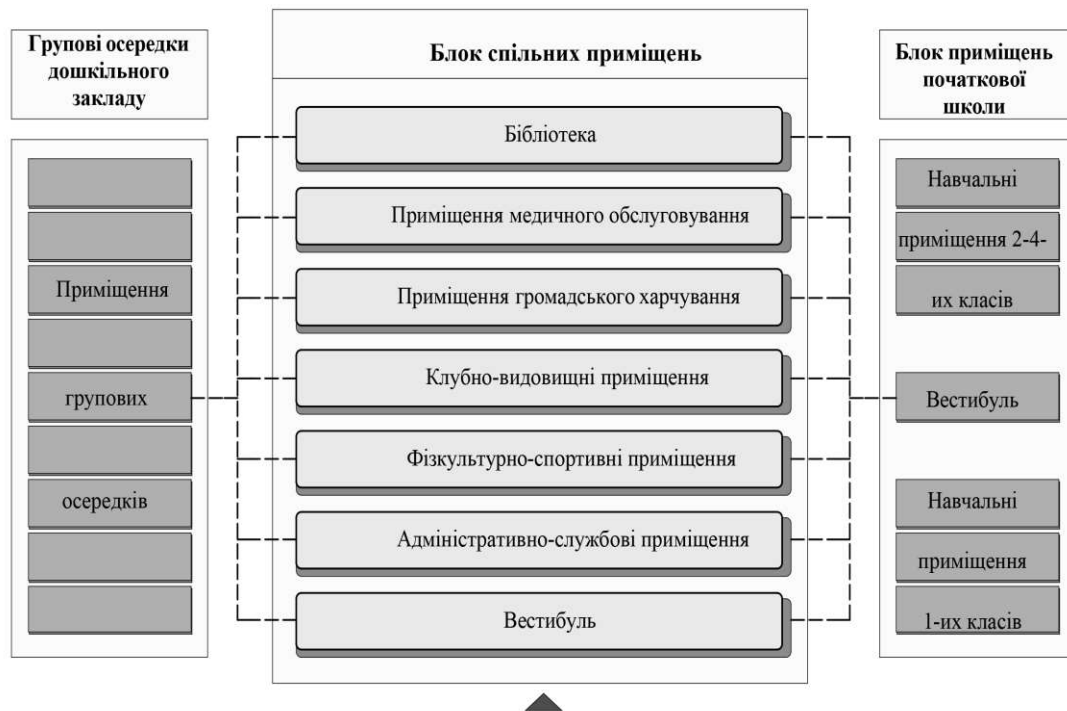 Групові осередки
дошкільного
закладу
Приміщення
групових
осередків
Блок спільних приміщень
Бібліотека
Приміщення медичного обслуговування
Приміщення громадського харчування
Клубно-видовищні приміщення
Фізкультурно-спортивні приміщення
Адміністративно-службові приміщення
Вестибуль
Блок приміщень
початкової
школи
Навчальні
приміщення 2-4-
их класів
Вестибуль
Навчальні
приміщення
1-их класів